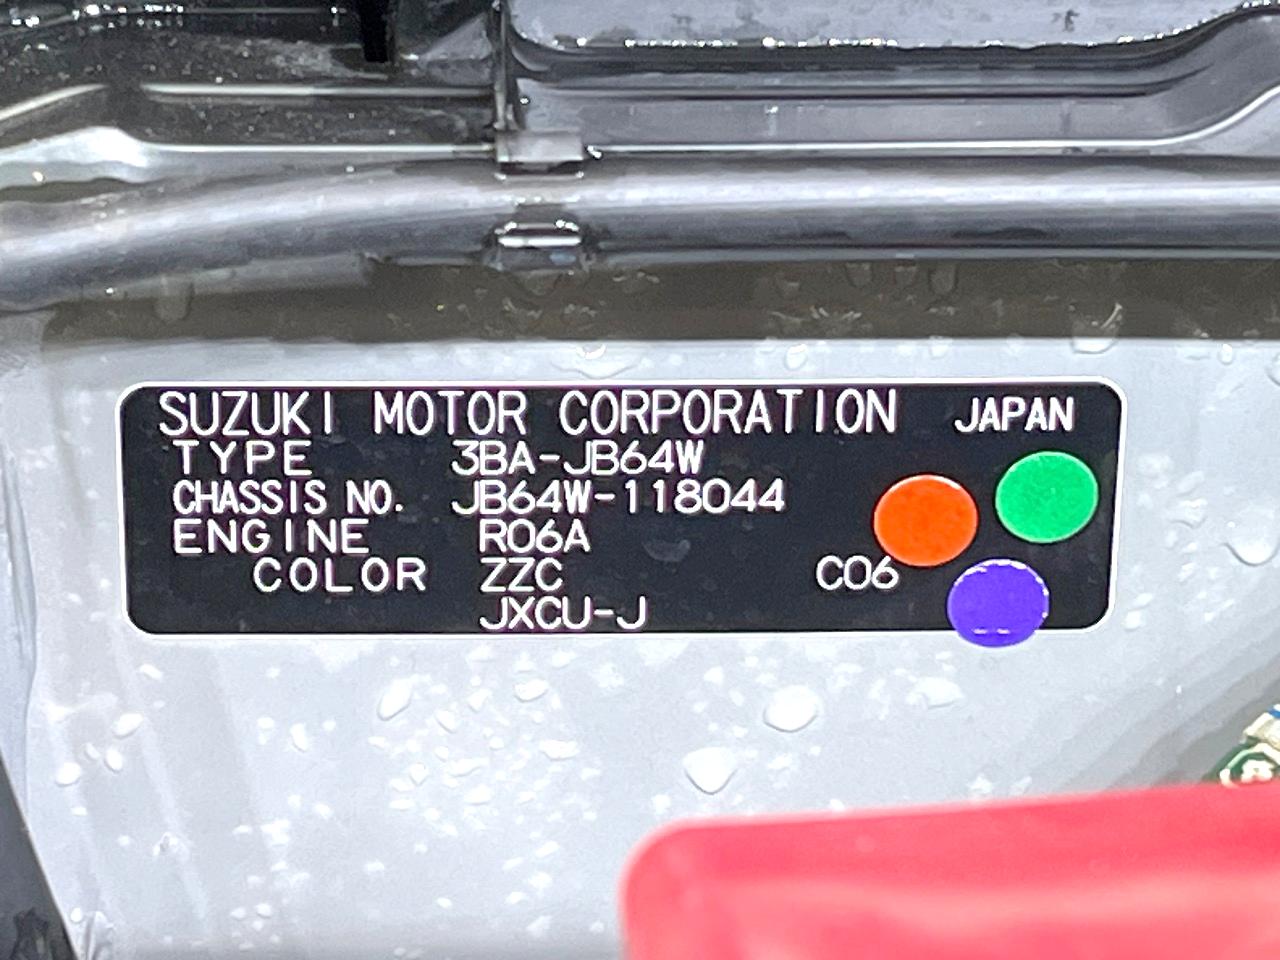 SUZUKI MOTOR CORPORATION JAPAN
TYPE 3BA-JB64W
CHASSIS NO. JB64W-118044
ENGINE R06A
COLOR ZZC C06
JXCU-J